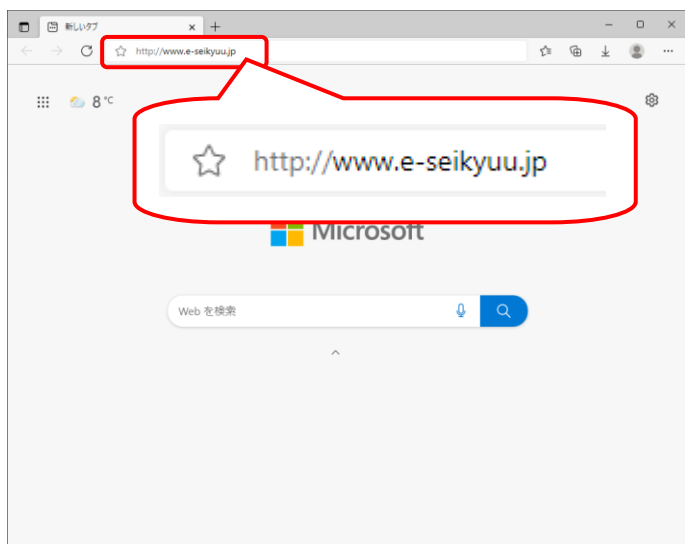 新しいタブ
http://www.e-seikyuu.jp
8 ℃
http://www.e-seikyuu.jp
Microsoft
Web を検索